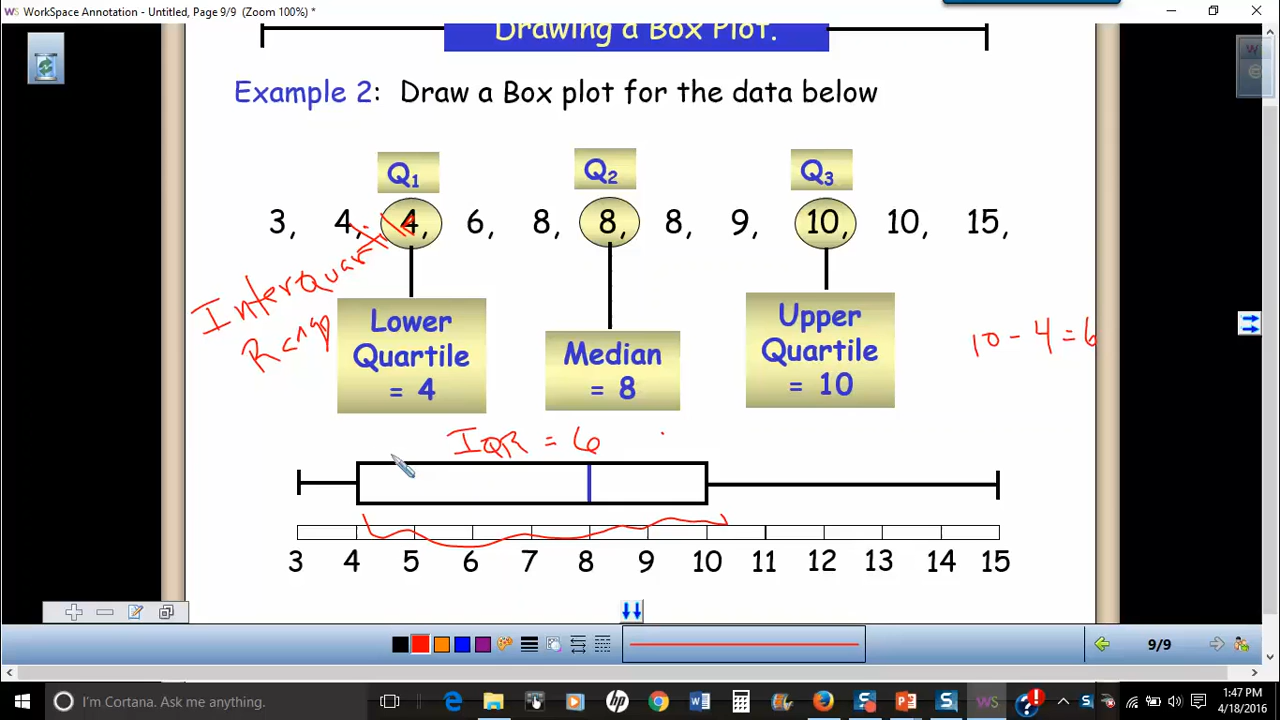 WS WorkSpace Annotation - Untitled, Page 9/9 (Zoom 100%) *
Drawing a Box Plot.
Example 2: Draw a Box plot for the data below
Q1 Q2 Q3
3, 4, 4, 6, 8, 8, 8, 9, 10, 10, 15,
Interquartile
Range
Lower
Quartile
= 4
Median
= 8
Upper
Quartile
= 10
10 - 4 = 6
IQR = 6
3 4 5 6 7 8 9 10 11 12 13 14 15
9/9
I'm Cortana. Ask me anything.
1:47 PM
4/18/2016